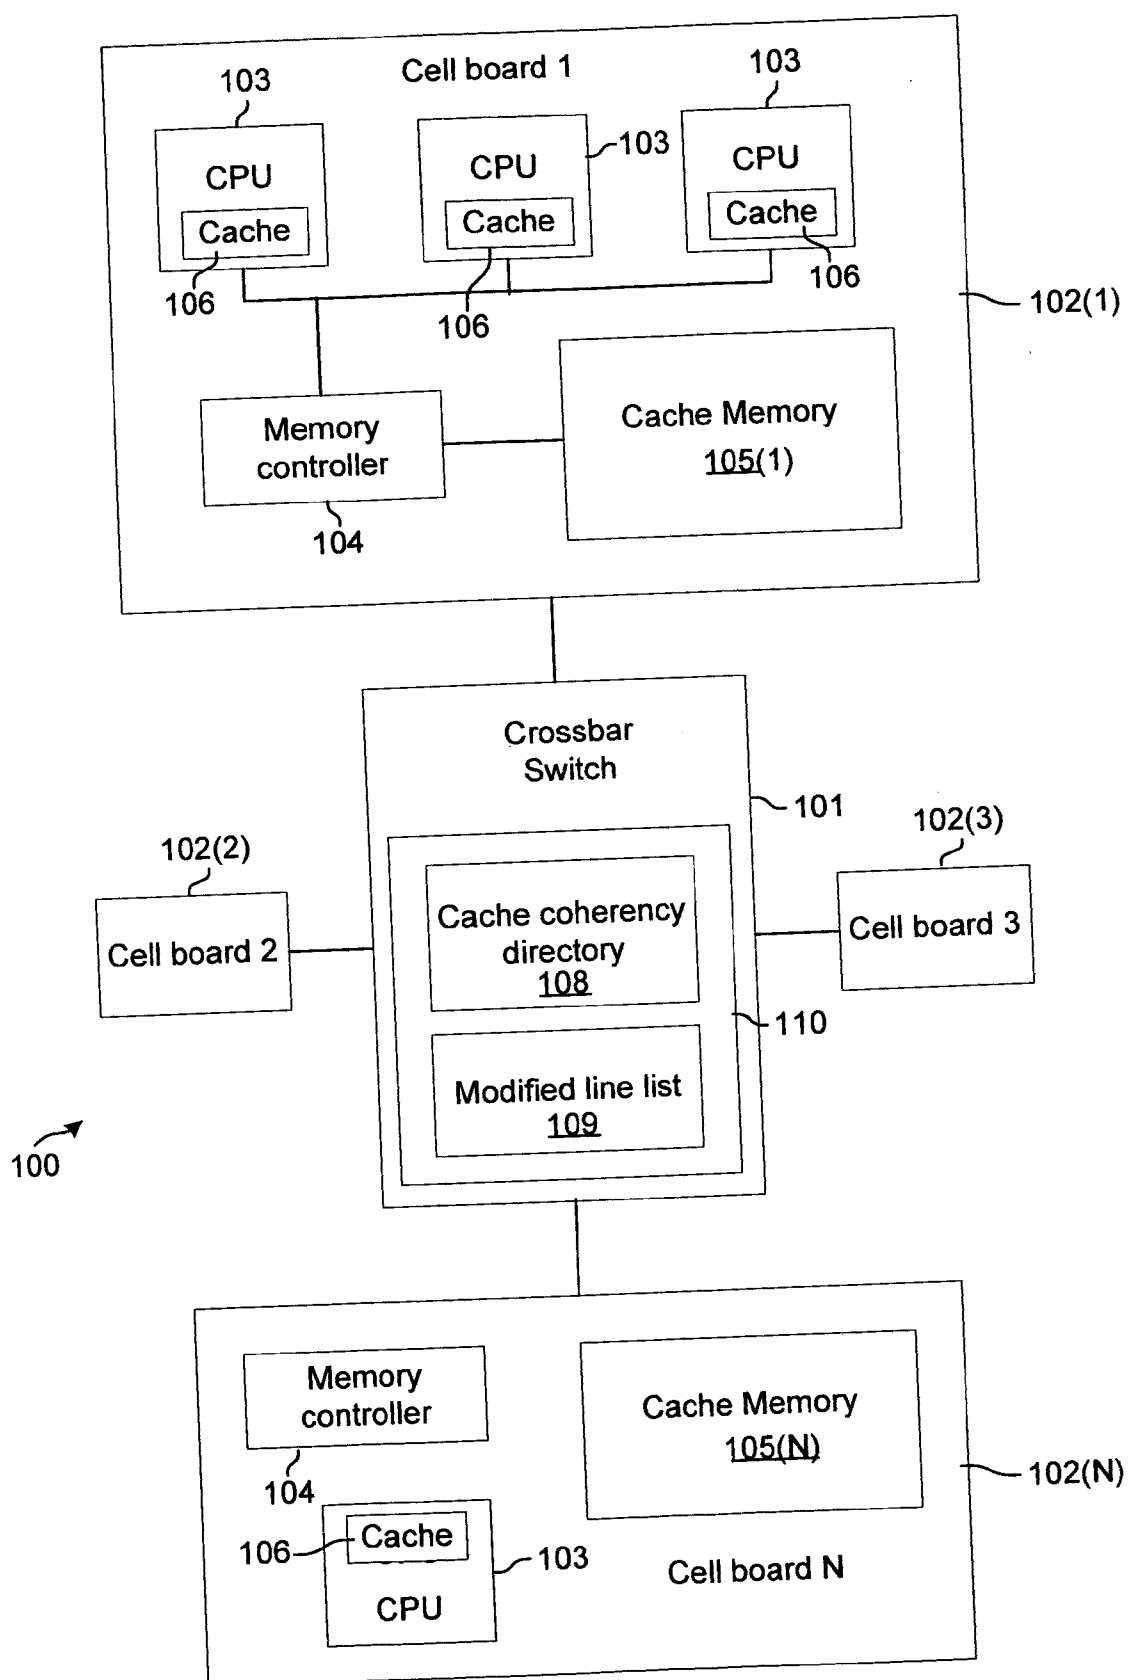 Cell board 1
103
103
103
CPU
CPU
CPU
Cache
Cache
Cache
106
106
106
102(1)
Memory
controller
104
Cache Memory
105(1)
Crossbar
Switch
101
102(2)
102(3)
Cell board 2
Cache coherency
directory
108
Cell board 3
110
Modified line list
109
100
Memory
controller
104
Cache Memory
105(N)
102(N)
106
Cache
103
CPU
Cell board N